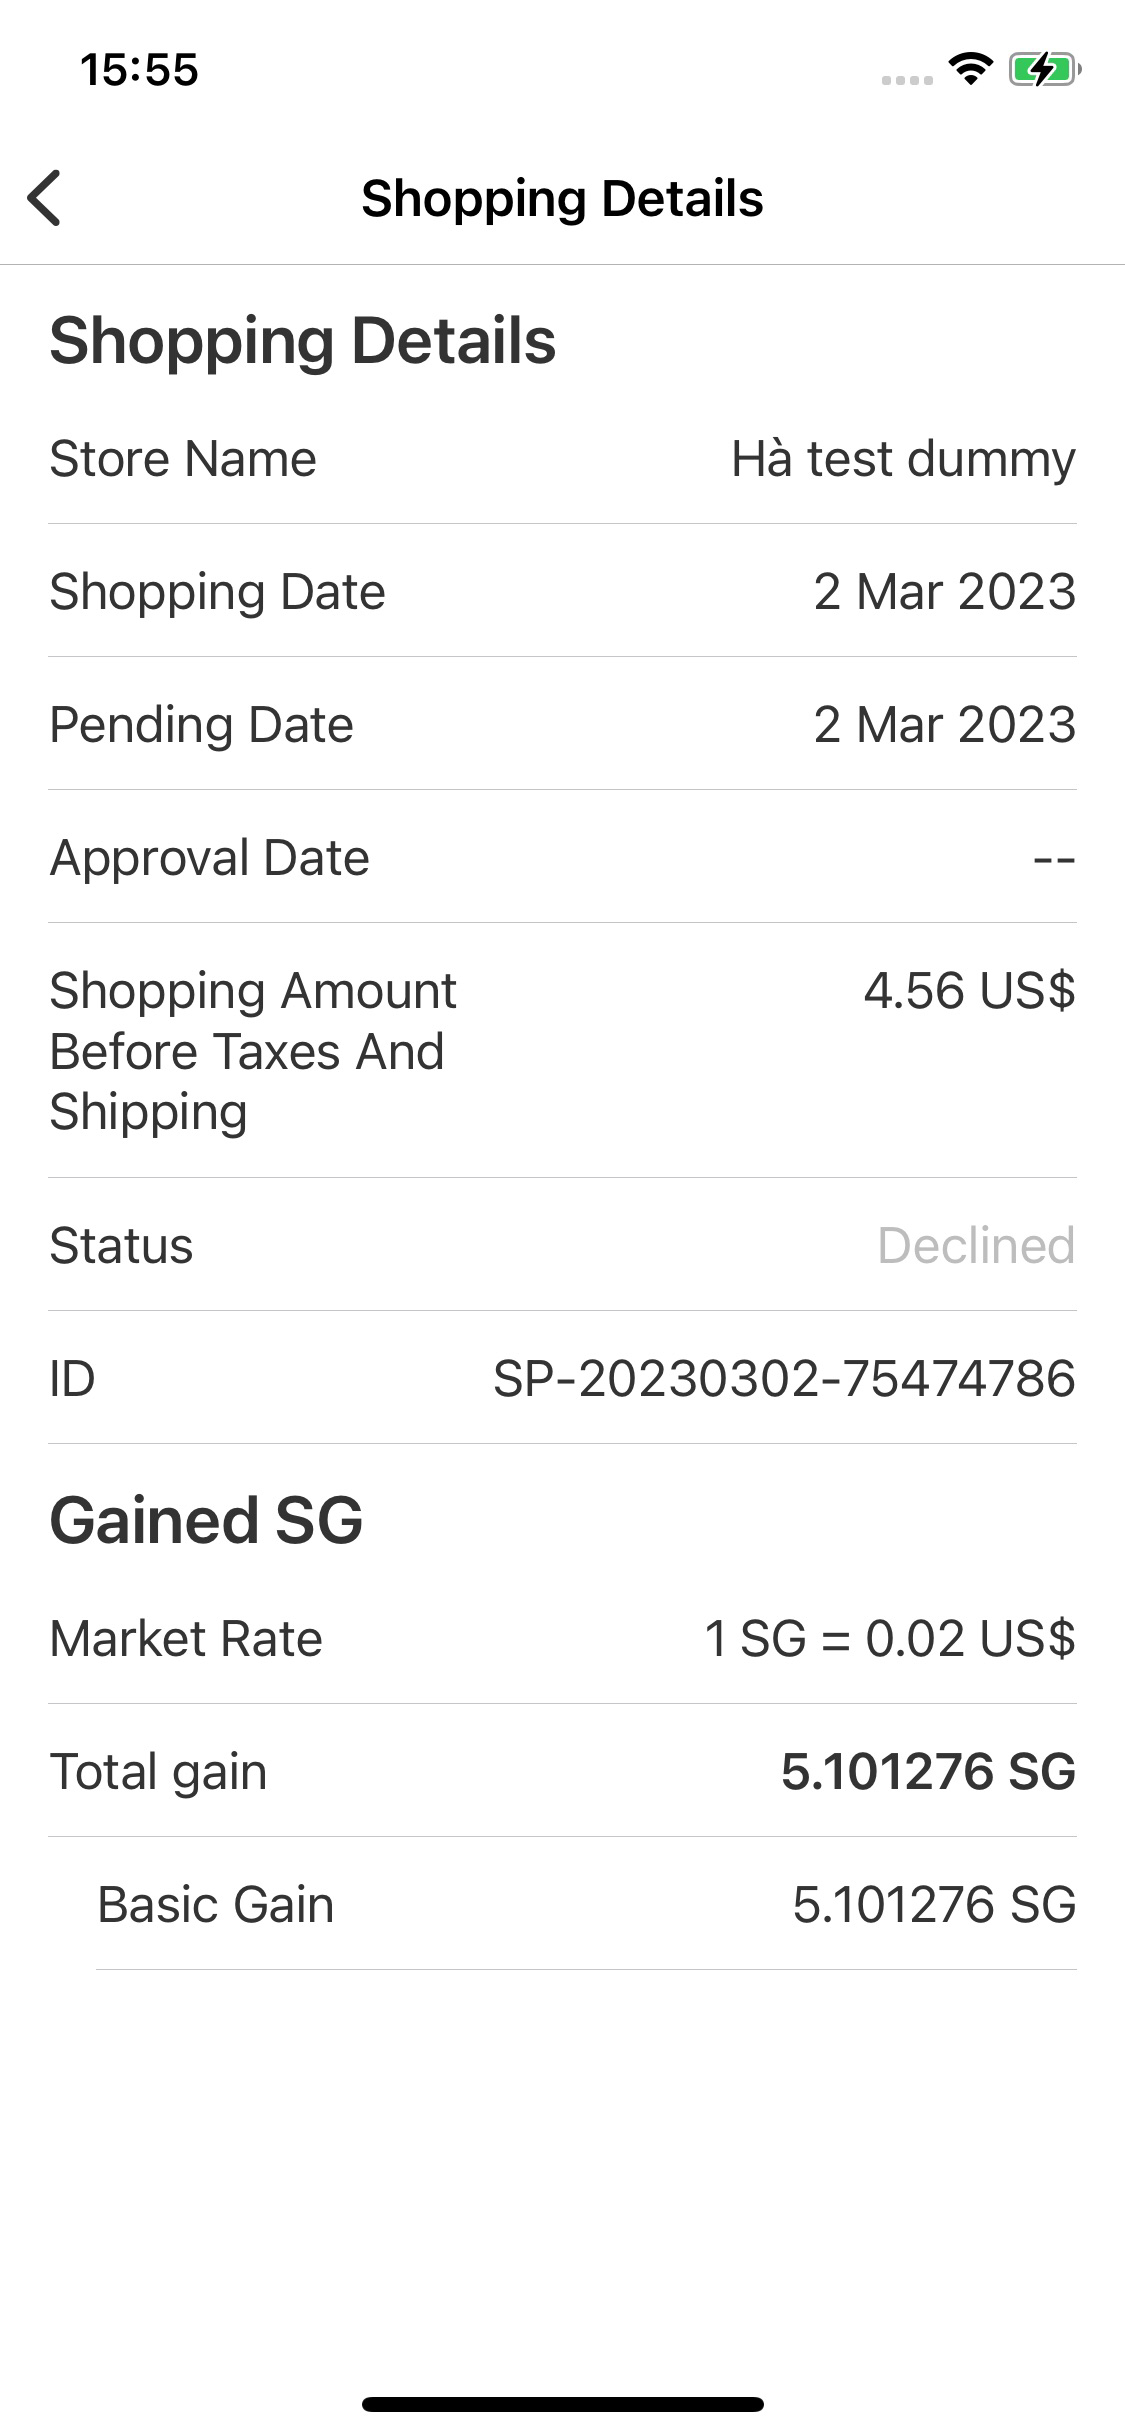 15:55
Shopping Details
Shopping Details
Store Name Hà test dummy
Shopping Date 2 Mar 2023
Pending Date 2 Mar 2023
Approval Date --
Shopping Amount 4.56 US$
Before Taxes And
Shipping
Status Declined
ID SP-20230302-75474786
Gained SG
Market Rate 1 SG = 0.02 US$
Total gain 5.101276 SG
Basic Gain 5.101276 SG